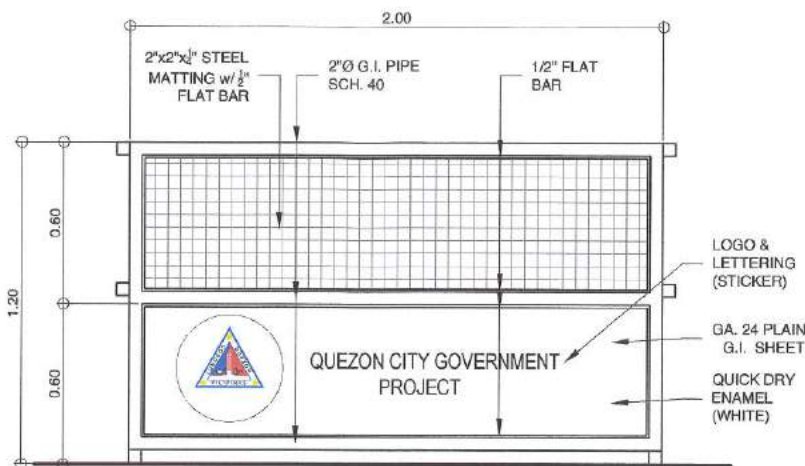 2.00
2"x2"x¼" STEEL
MATTING w/ ½"
FLAT BAR
2"Ø G.I. PIPE
SCH. 40
1/2" FLAT
BAR
0.60
1.20
0.60
LOGO &
LETTERING
(STICKER)
GA. 24 PLAIN
G.I. SHEET
QUICK DRY
ENAMEL
(WHITE)
QUEZON CITY GOVERNMENT
PROJECT